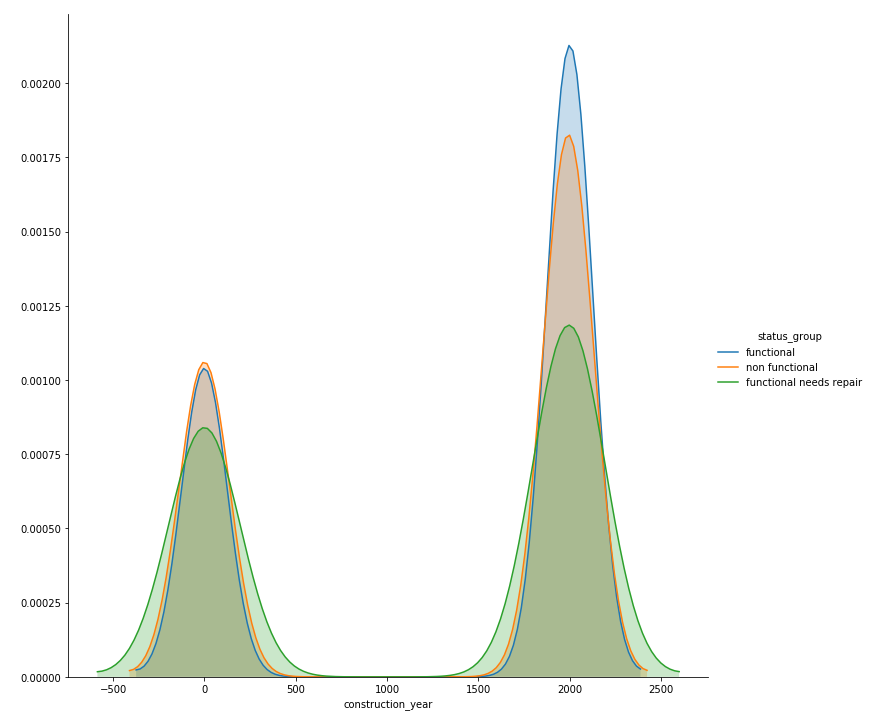 0.00200
0.00175
0.00150
0.00125
0.00100
0.00075
0.00050
0.00025
0.00000
−500 0 500 1000 1500 2000 2500
construction_year
status_group
functional
non functional
functional needs repair